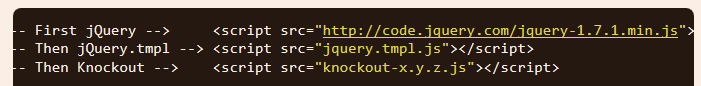 -- First jQuery -->     <script src="http://code.jquery.com/jquery-1.7.1.min.js">
-- Then jQuery.tmpl --> <script src="jquery.tmpl.js"></script>
-- Then Knockout -->    <script src="knockout-x.y.z.js"></script>